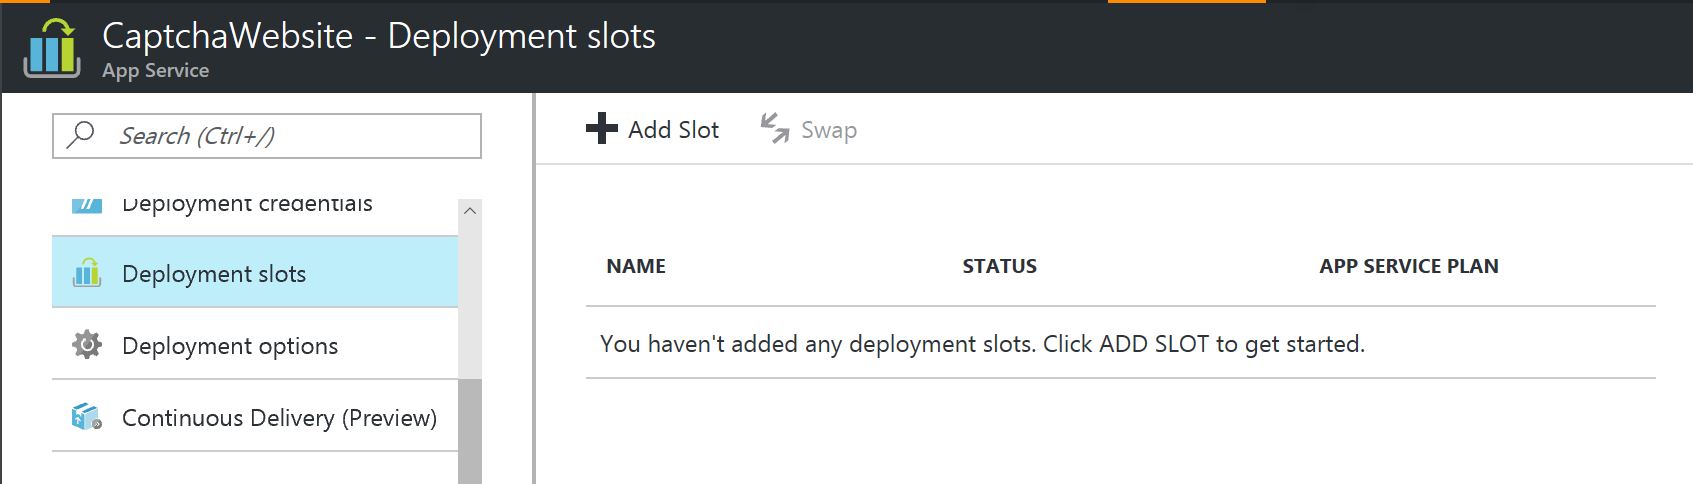 CaptchaWebsite - Deployment slots
App Service
Search (Ctrl+/)
Deployment credentials
Deployment slots
Deployment options
Continuous Delivery (Preview)
Add Slot
Swap
NAME
STATUS
APP SERVICE PLAN
You haven't added any deployment slots. Click ADD SLOT to get started.